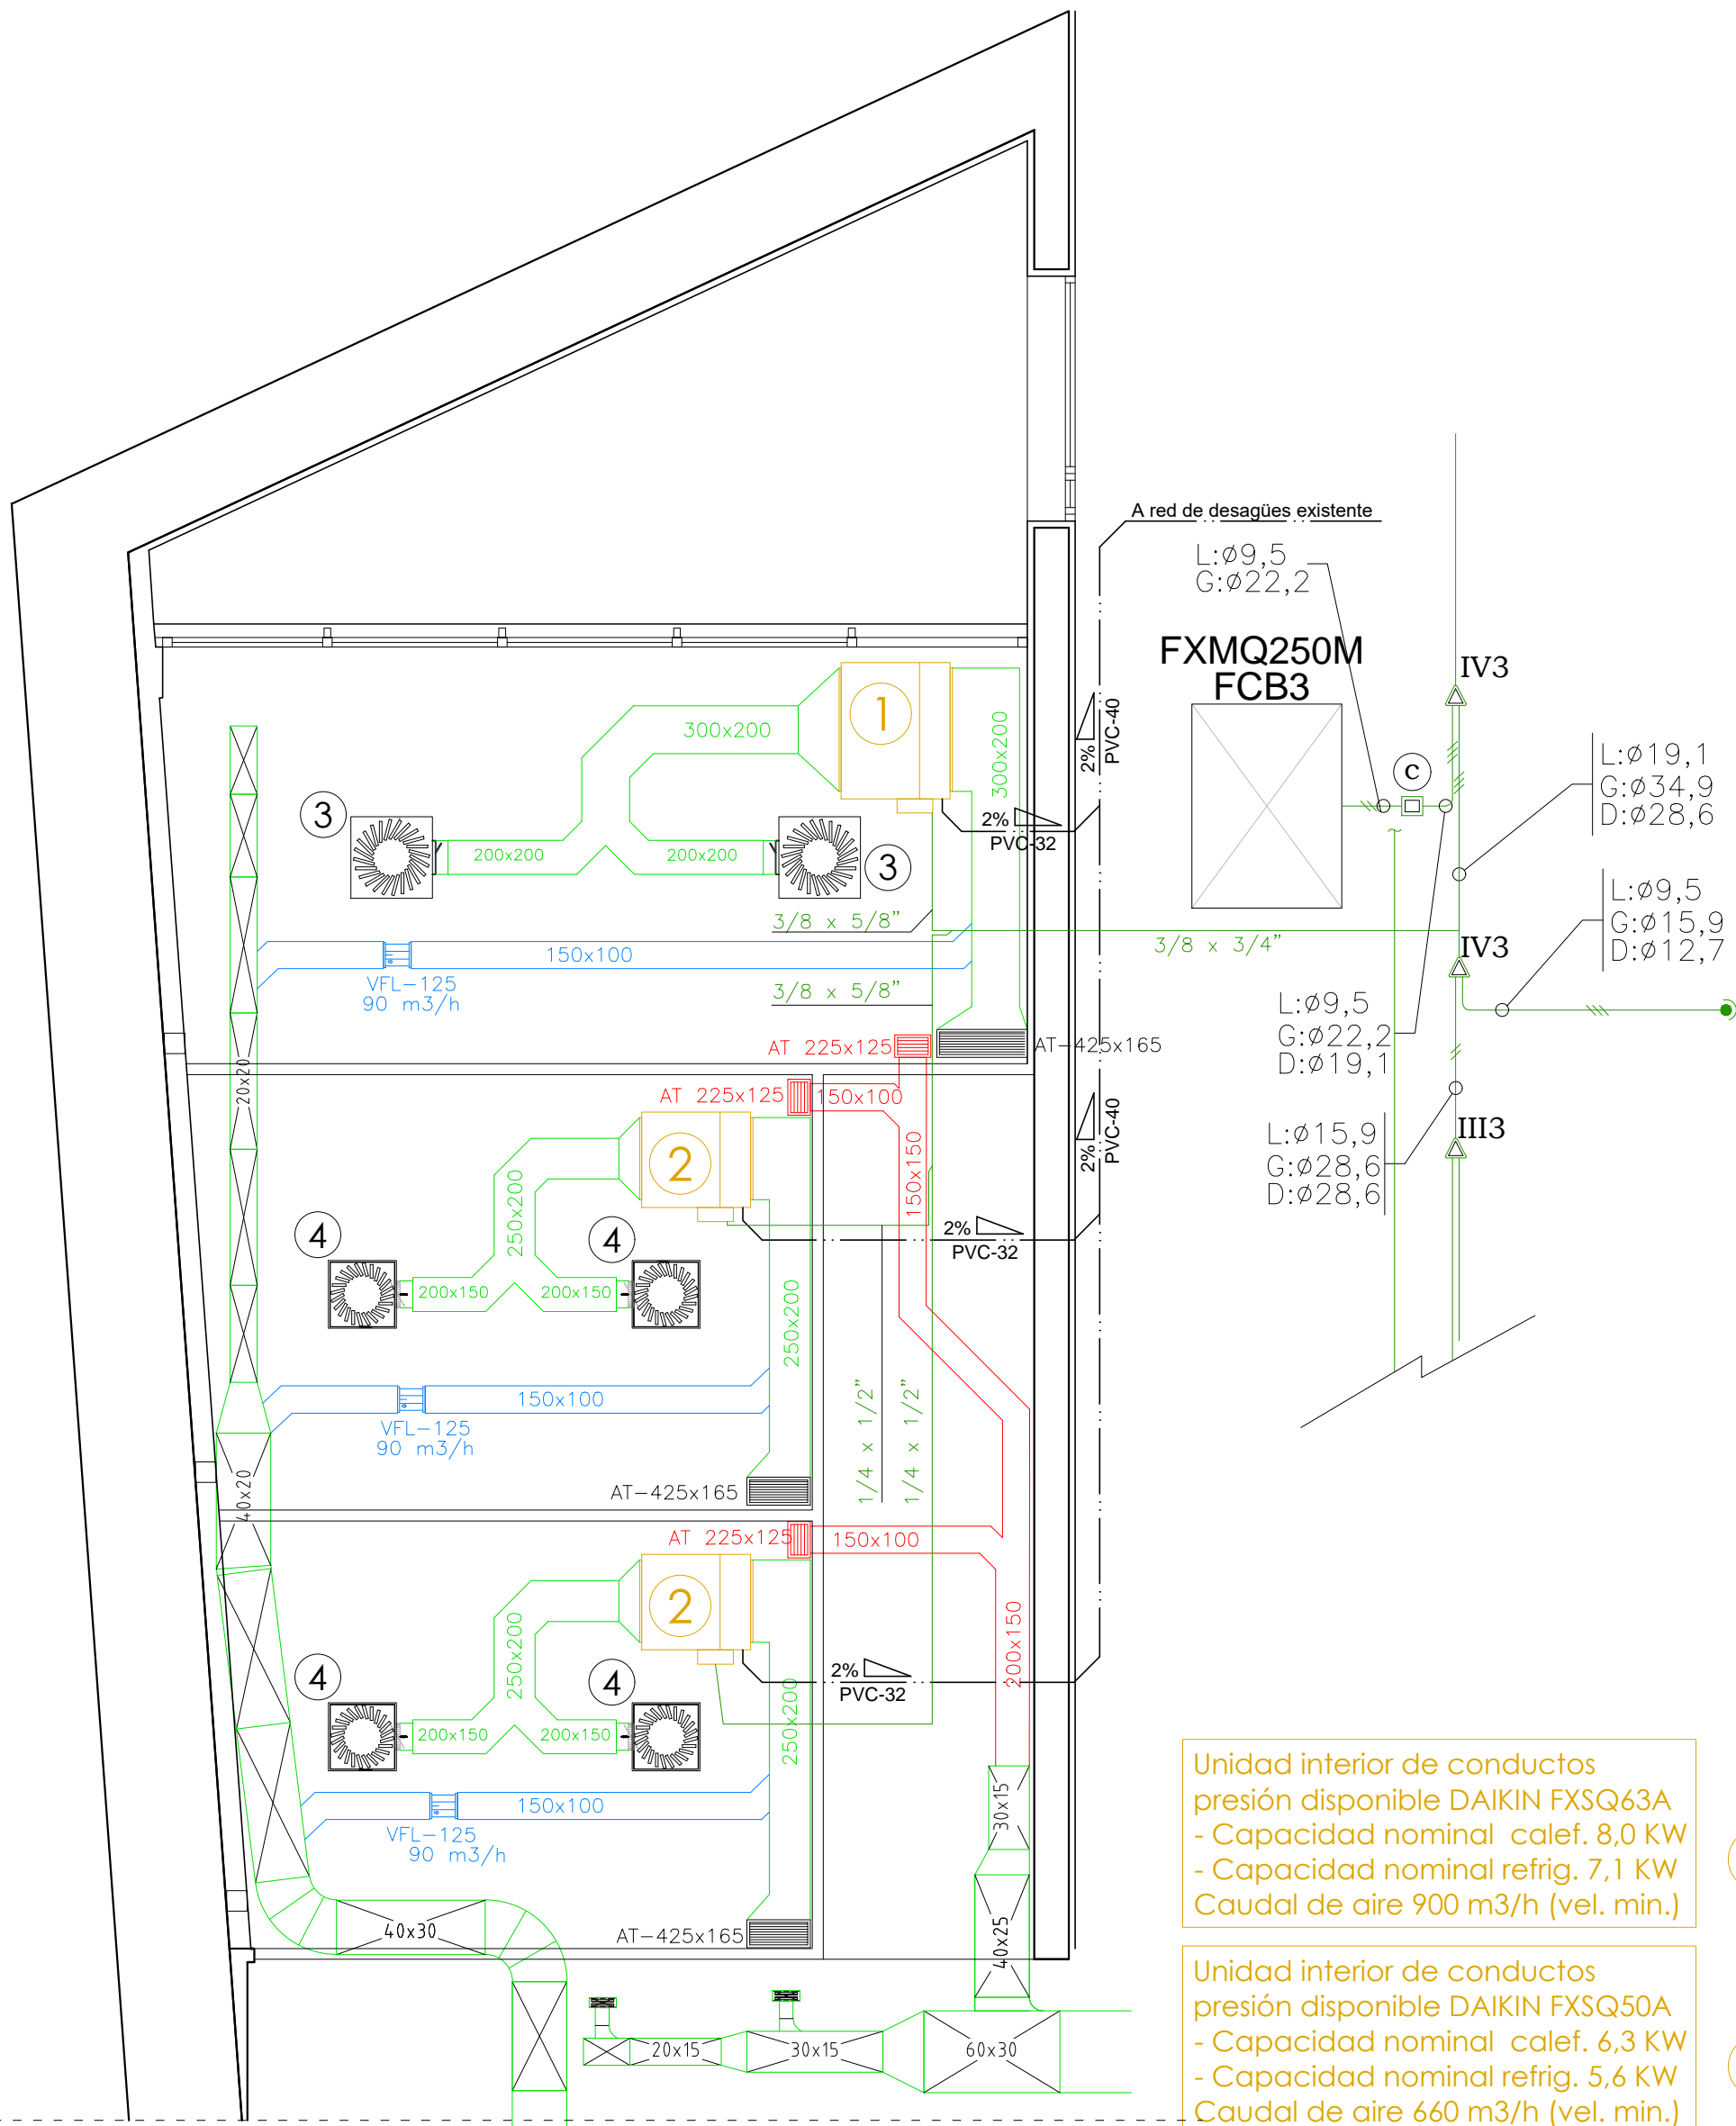 A red de desagües existente
L:ø9,5
G:ø22,2
FXMQ250M
FCB3
IV3
1
300x200
300x200
2%
PVC-40
C
L:ø19,1
G:ø34,9
D:ø28,6
3
2%
PVC-32
200x200
200x200
3
L:ø9,5
G:ø15,9
D:ø12,7
3/8 x 5/8"
3/8 x 3/4"
IV3
150x100
VFL-125
90 m3/h
3/8 x 5/8"
L:ø9,5
G:ø22,2
D:ø19,1
AT 225x125
AT-425x165
20x20
AT 225x125
150x100
2%
PVC-40
L:ø15,9
G:ø28,6
D:ø28,6
III3
2
150x150
250x200
4
4
2%
PVC-32
200x150
200x150
250x200
150x100
VFL-125
90 m3/h
1/4 x 1/2"
1/4 x 1/2"
40x20
AT-425x165
AT 225x125
150x100
2
250x200
200x150
4
4
2%
PVC-32
200x150
200x150
250x200
150x100
VFL-125
90 m3/h
30x15
Unidad interior de conductos
presión disponible DAIKIN FXSQ63A
- Capacidad nominal calef. 8,0 KW
- Capacidad nominal refrig. 7,1 KW
Caudal de aire 900 m3/h (vel. min.)
40x30
AT-425x165
40x25
20x15
30x15
60x30
Unidad interior de conductos
presión disponible DAIKIN FXSQ50A
- Capacidad nominal calef. 6,3 KW
- Capacidad nominal refrig. 5,6 KW
Caudal de aire 660 m3/h (vel. min.)